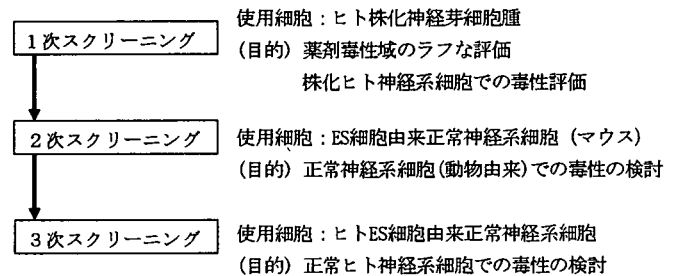 使用細胞：ヒト株化神経芽細胞腫
1次スクリーニング
(目的) 薬剤毒性域のラフな評価
株化ヒト神経系細胞での毒性評価
2次スクリーニング
使用細胞：ES細胞由来正常神経系細胞 (マウス)
(目的) 正常神経系細胞(動物由来)での毒性の検討
3次スクリーニング
使用細胞：ヒトES細胞由来正常神経系細胞
(目的) 正常ヒト神経系細胞での毒性の検討